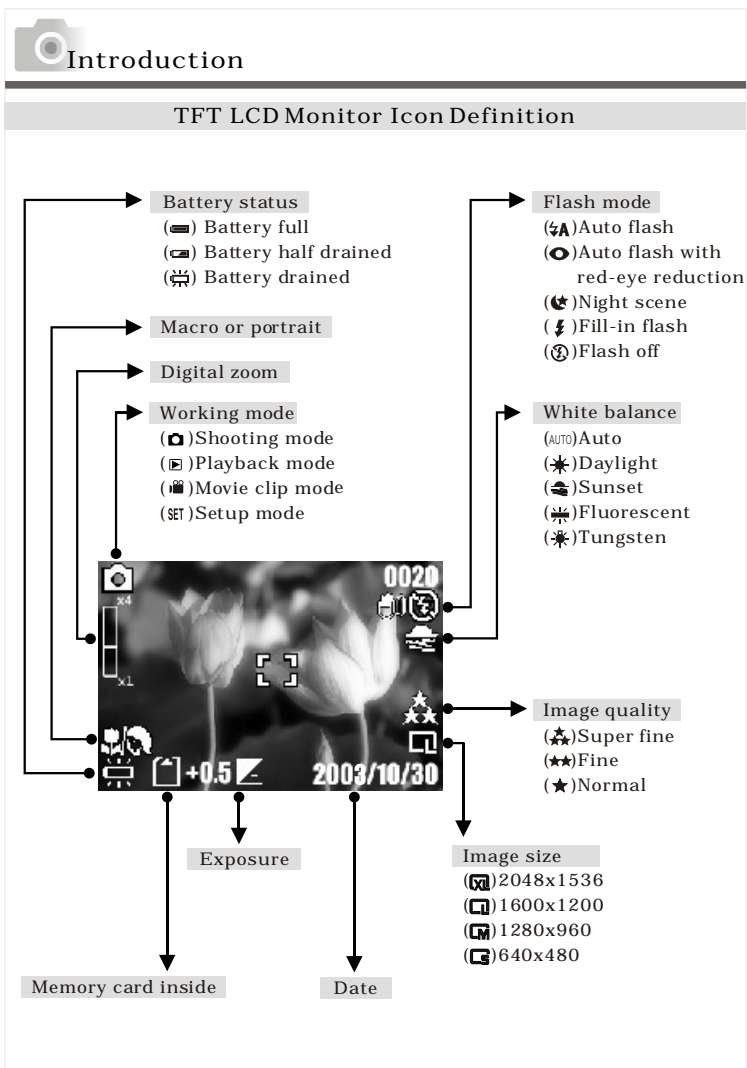 Introduction
TFT LCD Monitor Icon Definition
Battery status
( ) Battery full
( ) Battery half drained
( ) Battery drained
Macro or portrait
Digital zoom
Working mode
( )Shooting mode
( )Playback mode
( )Movie clip mode
(SET)Setup mode
Flash mode
(A)Auto flash
( )Auto flash with
red-eye reduction
( )Night scene
( )Fill-in flash
( )Flash off
White balance
(AUTO)Auto
( )Daylight
( )Sunset
( )Fluorescent
( )Tungsten
0020
x4
x1
+0.5
2003/10/30
Image quality
( )Super fine
(★★)Fine
(★)Normal
Exposure
Image size
(XL)2048x1536
(L)1600x1200
(M)1280x960
(S)640x480
Memory card inside
Date